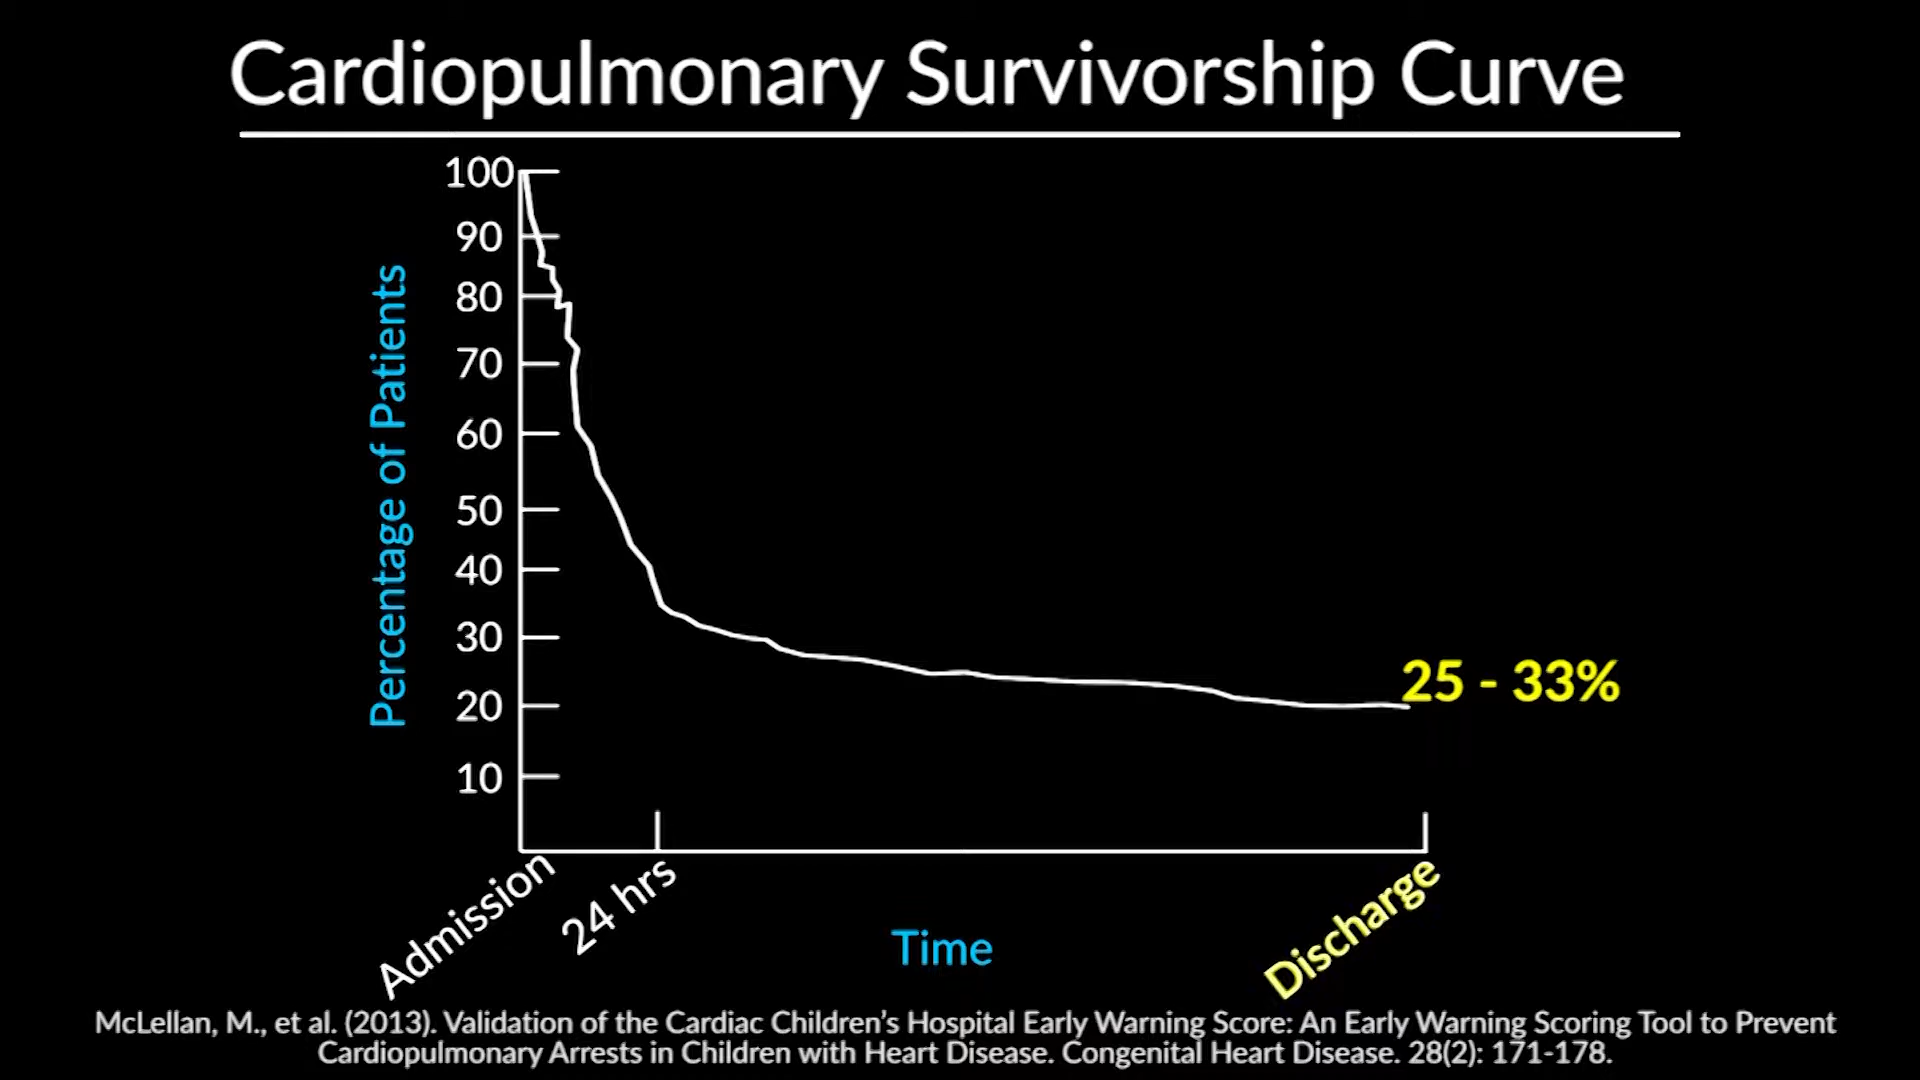 Cardiopulmonary Survivorship Curve
100
90
80
70
60
50
40
30
20
10
Percentage of Patients
25 - 33%
Admission
24 hrs
Discharge
Time
McLellan, M., et al. (2013). Validation of the Cardiac Children's Hospital Early Warning Score: An Early Warning Scoring Tool to Prevent
Cardiopulmonary Arrests in Children with Heart Disease. Congenital Heart Disease. 28(2): 171-178.